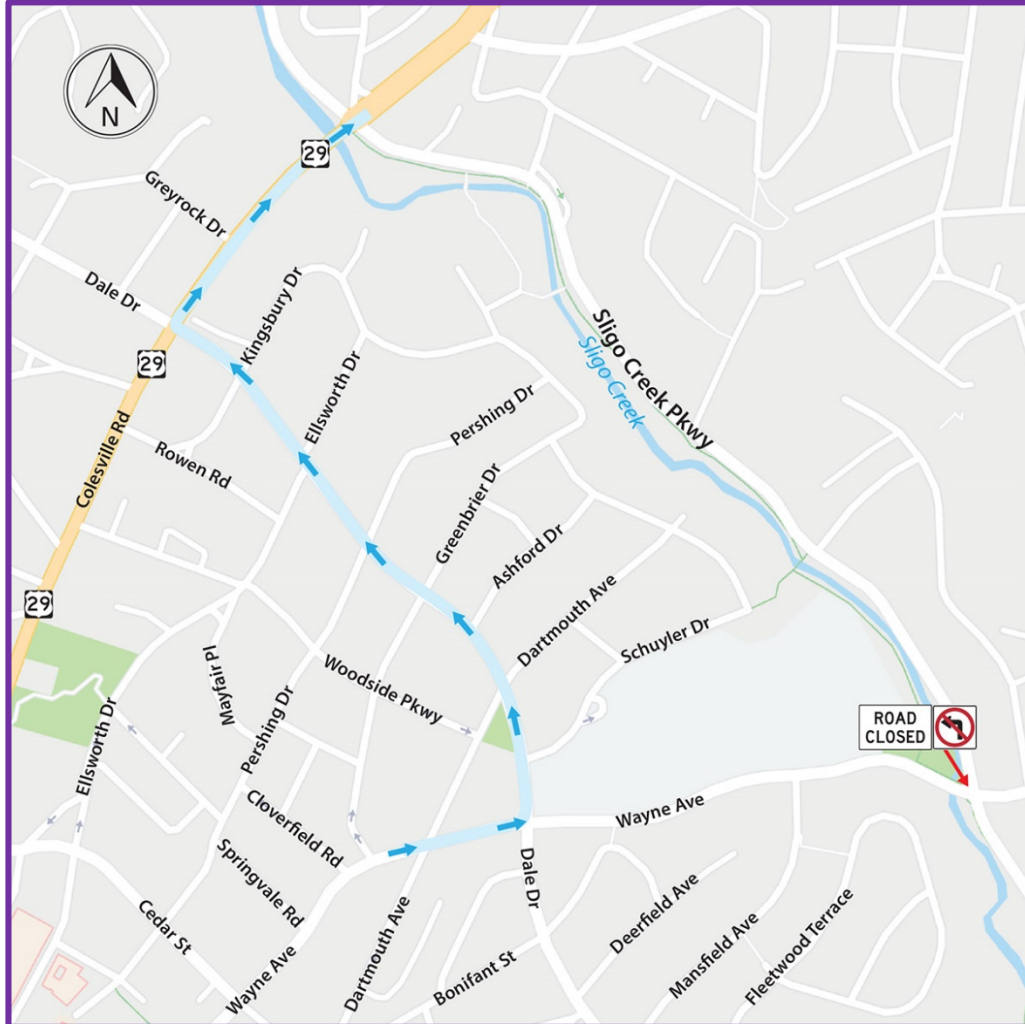 N
29
Greyrock Dr
Dale Dr
Kingsbury Dr
29
Ellsworth Dr
Sligo Creek Pkwy
Sligo Creek
Pershing Dr
Colesville Rd
Rowen Rd
Greenbrier Dr
Ashford Dr
Dartmouth Ave
29
Schuyler Dr
Mayfair Pl
Woodside Pkwy
Pershing Dr
Ellsworth Dr
ROAD
CLOSED
Cloverfield Rd
Wayne Ave
Springvale Rd
Dale Dr
Cedar St
Wayne Ave
Dartmouth Ave
Bonifant St
Deerfield Ave
Mansfield Ave
Fleetwood Terrace